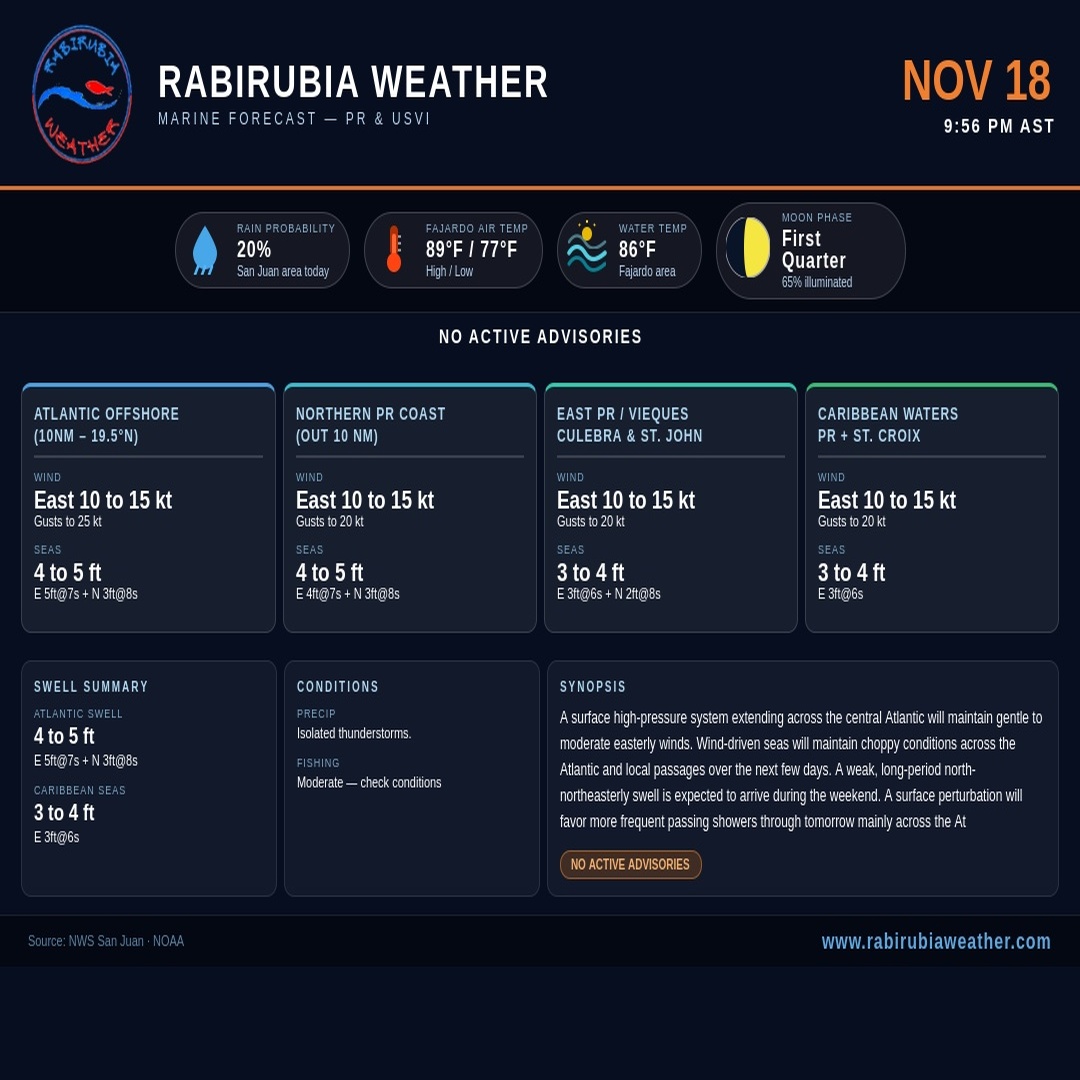 RABIRUBIA
WEATHER
RABIRUBIA WEATHER
MARINE FORECAST — PR & USVI
NOV 18
9:56 PM AST
RAIN PROBABILITY
20%
San Juan area today
FAJARDO AIR TEMP
89°F / 77°F
High / Low
WATER TEMP
86°F
Fajardo area
MOON PHASE
First
Quarter
65% illuminated
NO ACTIVE ADVISORIES
ATLANTIC OFFSHORE
(10NM – 19.5°N)
WIND
East 10 to 15 kt
Gusts to 25 kt
SEAS
4 to 5 ft
E 5ft@7s + N 3ft@8s
NORTHERN PR COAST
(OUT 10 NM)
WIND
East 10 to 15 kt
Gusts to 20 kt
SEAS
4 to 5 ft
E 4ft@7s + N 3ft@8s
EAST PR / VIEQUES
CULEBRA & ST. JOHN
WIND
East 10 to 15 kt
Gusts to 20 kt
SEAS
3 to 4 ft
E 3ft@6s + N 2ft@8s
CARIBBEAN WATERS
PR + ST. CROIX
WIND
East 10 to 15 kt
Gusts to 20 kt
SEAS
3 to 4 ft
E 3ft@6s
SWELL SUMMARY
ATLANTIC SWELL
4 to 5 ft
E 5ft@7s + N 3ft@8s
CARIBBEAN SEAS
3 to 4 ft
E 3ft@6s
CONDITIONS
PRECIP
Isolated thunderstorms.
FISHING
Moderate — check conditions
SYNOPSIS
A surface high-pressure system extending across the central Atlantic will maintain gentle to
moderate easterly winds. Wind-driven seas will maintain choppy conditions across the
Atlantic and local passages over the next few days. A weak, long-period north-
northeasterly swell is expected to arrive during the weekend. A surface perturbation will
favor more frequent passing showers through tomorrow mainly across the At
NO ACTIVE ADVISORIES
Source: NWS San Juan · NOAA
www.rabirubiaweather.com